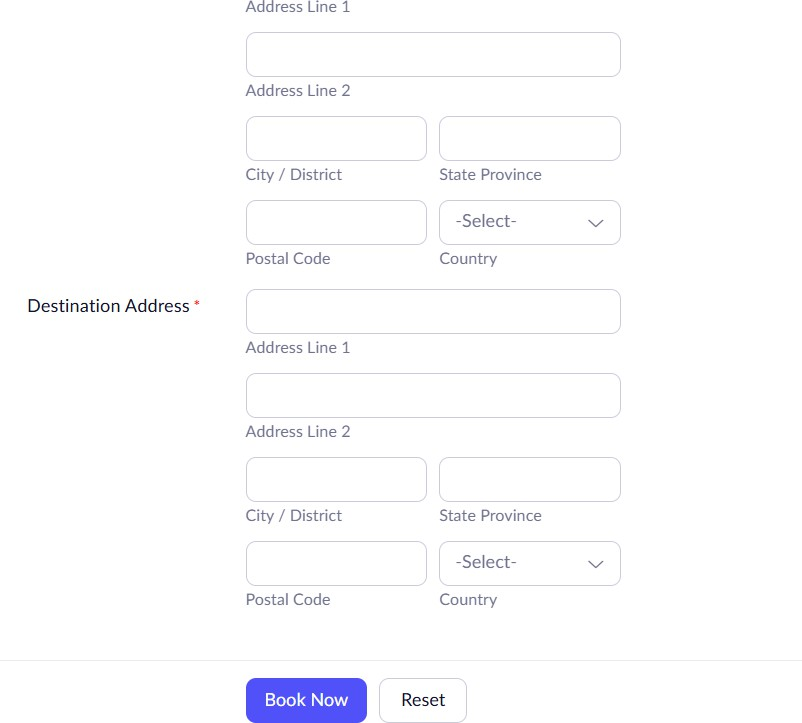 Address Line 1
Address Line 2
City / District State Province
-Select-
Postal Code Country
Destination Address *
Address Line 1
Address Line 2
City / District State Province
-Select-
Postal Code Country
Book Now Reset